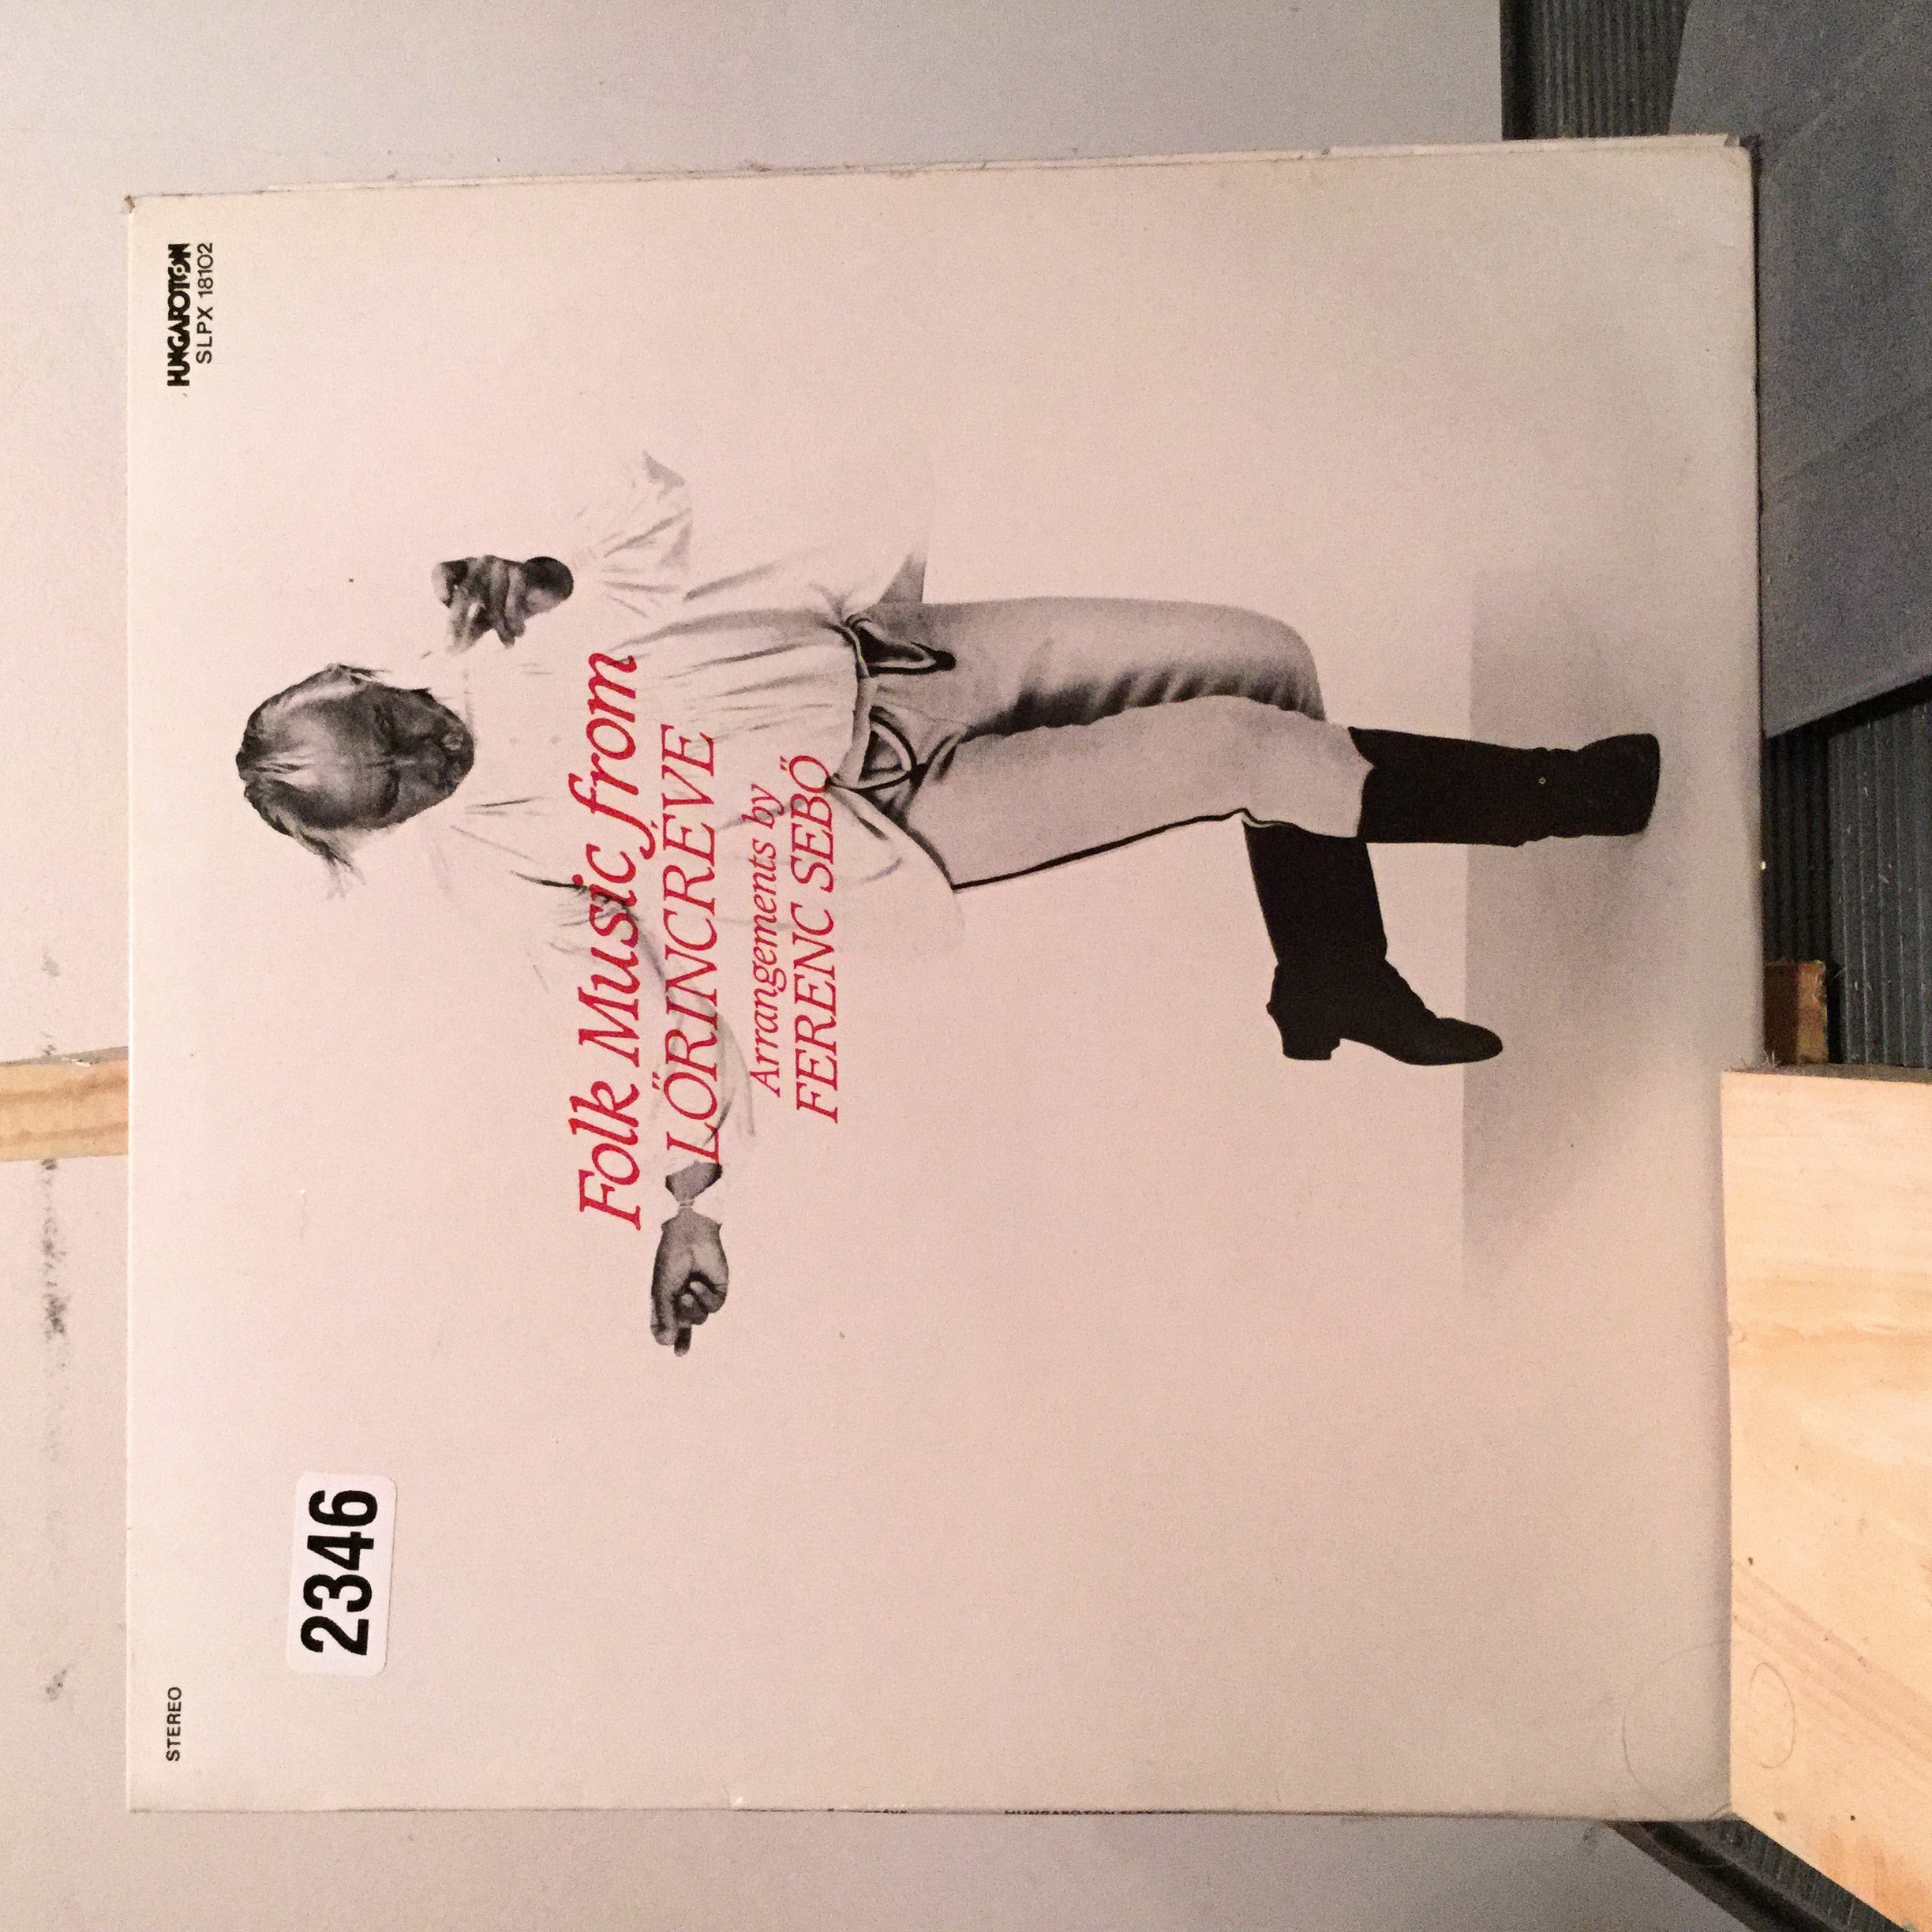 STEREO
HUNGAROTON
SLPX 18102
2346
Folk Music from
LŐRINCRÉVE
Arrangements by
FERENC SEBŐ